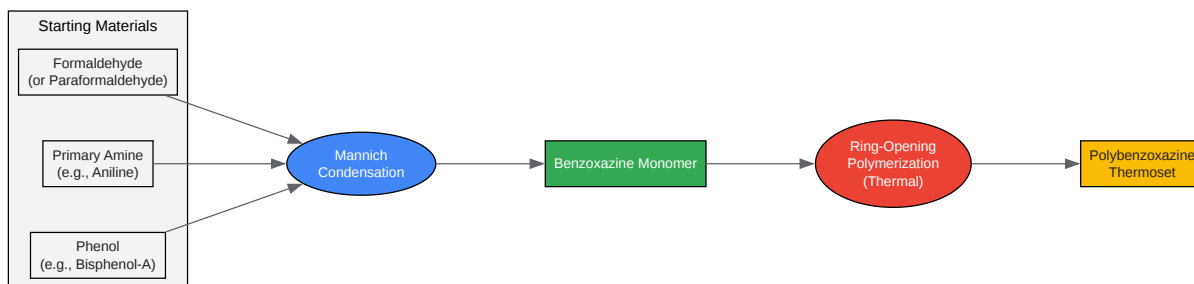 Starting Materials
Formaldehyde
(or Paraformaldehyde)
Primary Amine
(e.g., Aniline)
Phenol
(e.g., Bisphenol-A)
Mannich
Condensation
Benzoxazine Monomer
Ring-Opening
Polymerization
(Thermal)
Polybenzoxazine
Thermoset